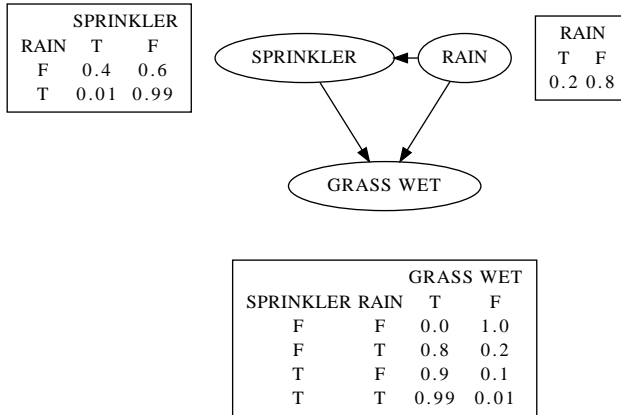 SPRINKLER
RAIN T F
F 0.4 0.6
T 0.01 0.99
SPRINKLER
RAIN
RAIN
T F
0.2 0.8
GRASS WET
GRASS WET
SPRINKLER RAIN T F
F F 0.0 1.0
F T 0.8 0.2
T F 0.9 0.1
T T 0.99 0.01